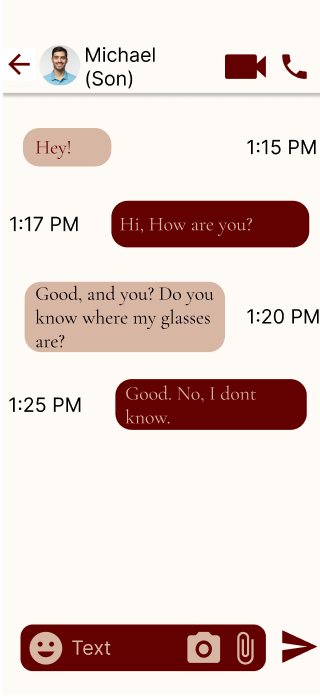 Michael
(Son)
Hey!
1:15 PM
1:17 PM
Hi, How are you?
Good, and you? Do you
know where my glasses
are?
1:20 PM
1:25 PM
Good. No, I dont
know.
Text